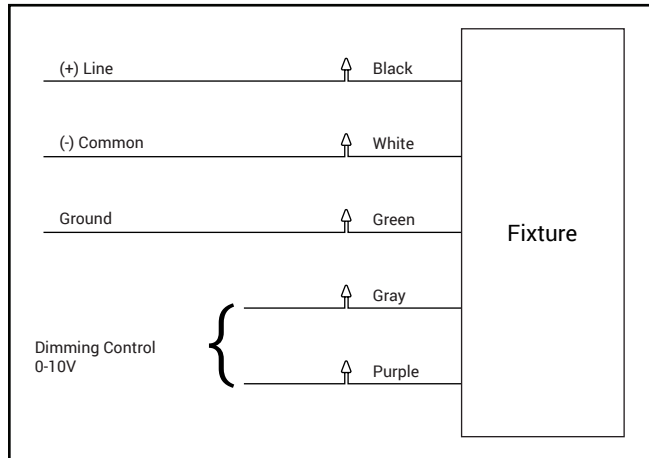 (+) Line
Black
(-) Common
White
Ground
Green
Fixture
Gray
Dimming Control
0-10V
Purple